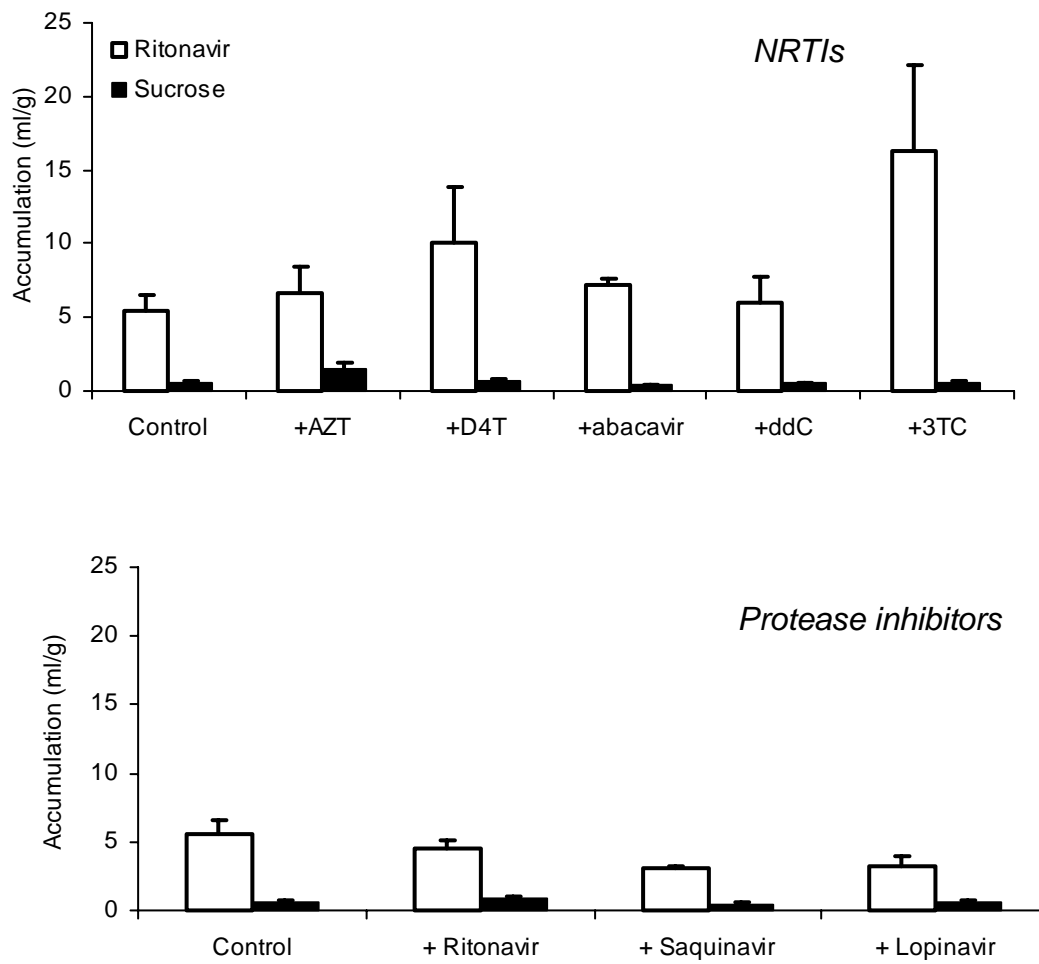 25
20
15
10
5
0
Accumulation (ml/g)
Ritonavir
Sucrose
NRTIs
Control +AZT +D4T +abacavir +ddC +3TC
25
20
15
10
5
0
Accumulation (ml/g)
Protease inhibitors
Control + Ritonavir + Saquinavir + Lopinavir